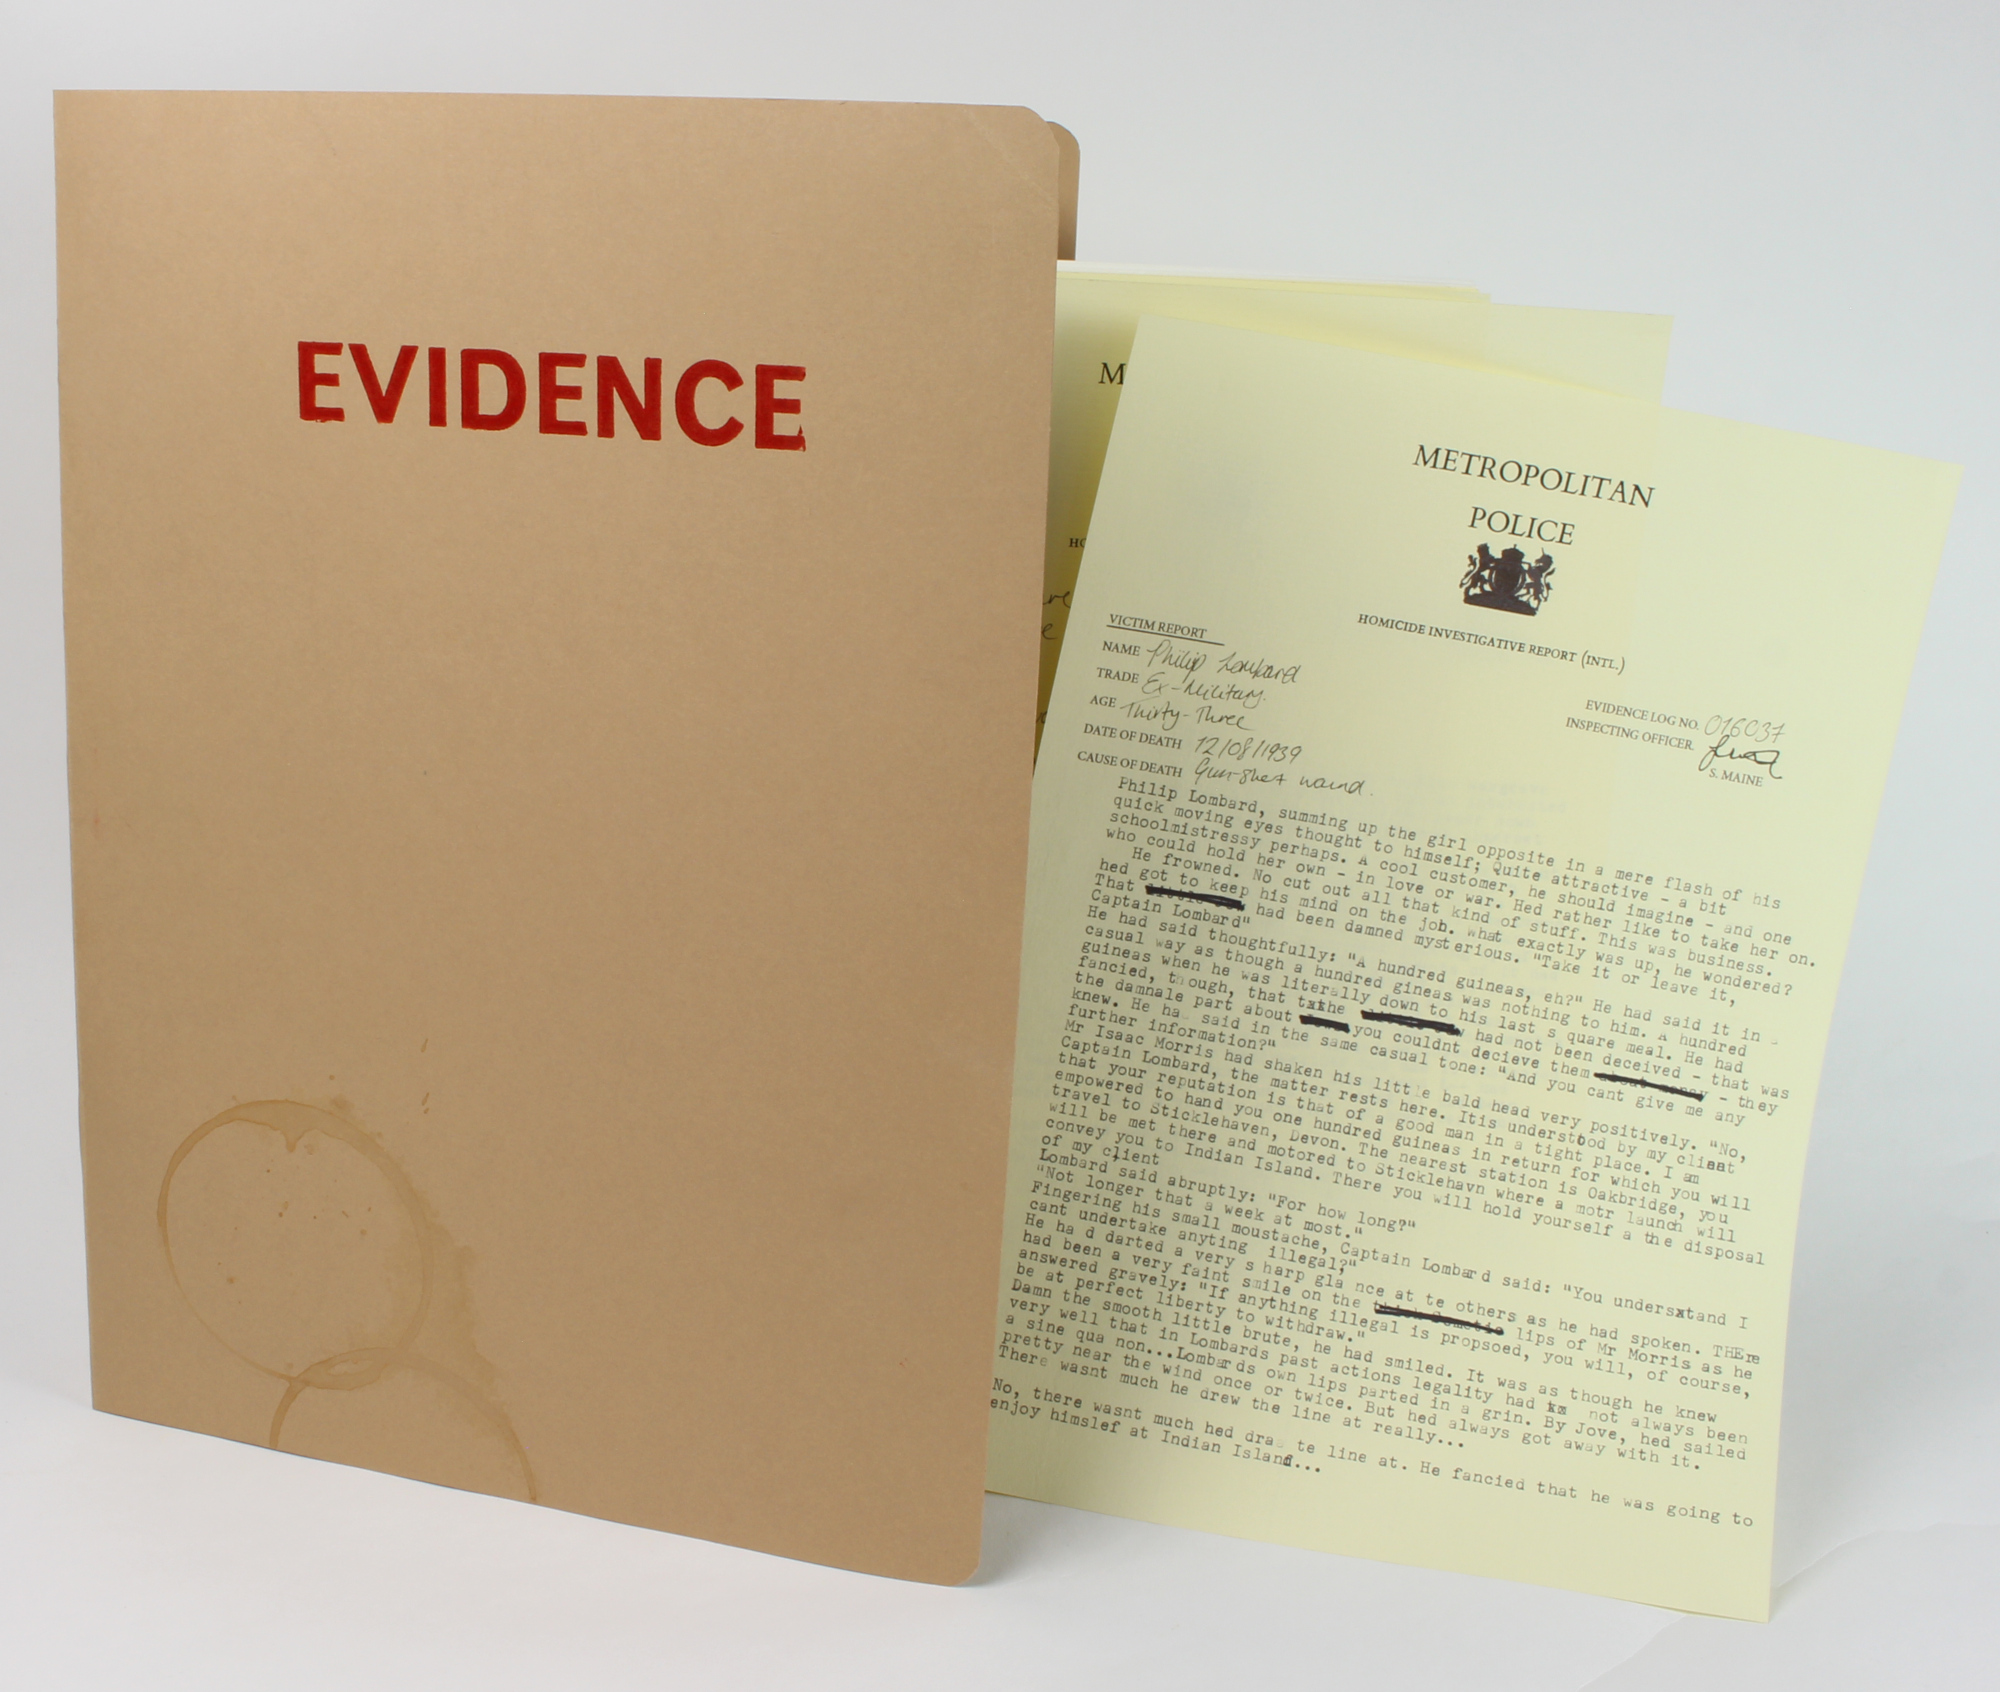 EVIDENCE
M
HO
METROPOLITAN
POLICE
HOMICIDE INVESTIGATIVE REPORT (INTL.)
VICTIM REPORT
NAME Philip Lombard
TRADE Ex-Military.
AGE Thirty-Three
DATE OF DEATH 12/08/1939
CAUSE OF DEATH Gun-shot wound.
EVIDENCE LOG NO. 016037
INSPECTING OFFICER.
S. MAINE
Philip Lombard, summing up the girl opposite in a mere flash of his
quick moving eyes thought to himself; Quite attractive - a bit
schoolmistressy perhaps. A cool customer, he should imagine - and one
who could hold her own - in love or war. Hed rather like to take her on.
He frowned. No cut out all that kind of stuff. This was business.
hed got to keep his mind on the job. What exactly was up, he wondered?
That had been damned mysterious. "Take it or leave it,
Captain Lombard"
He had said thoughtfully: "A hundred guineas, eh?" He had said it in
casual way as though a hundred gineas was nothing to him. A hundred
guineas when he was literally down to his last s quare meal. He had
fancied, though, that txxthe had not been deceived - that was
the damnale part about you couldnt decieve them - they
knew. He ha said in the same casual tone: "And you cant give me any
further information?"
Mr Isaac Morris had shaken his little bald head very positively. "No,
Captain Lombard, the matter rests here. Itis understood by my client
that your reputation is that of a good man in a tight place. I am
empowered to hand you one hundred guineas in return for which you will
travel to Sticklehaven, Devon. The nearest station is Oakbridge, you
will be met there and motored to Sticklehavn where a motr launch will
convey you to Indian Island. There you will hold yourself a the disposal
of my client
Lombard said abruptly: "For how long?"
"Not longer that a week at most."
Fingering his small moustache, Captain Lombard said: "You undersxtand I
cant undertake anyting illegal?"
He ha d darted a very s harp gla nce at te others as he had spoken. THEre
had been a very faint smile on the lips of Mr Morris as he
answered gravely: "If anything illegal is propsoed, you will, of course,
be at perfect liberty to withdraw."
Damn the smooth little brute, he had smiled. It was as though he knew
very well that in Lombards past actions legality had xx not always been
a sine qua non...Lombards own lips parted in a grin. By Jove, hed sailed
pretty near the wind once or twice. But hed always got away with it.
There wasnt much he drew the line at really...
No, there wasnt much hed dra te line at. He fancied that he was going to
enjoy himslef at Indian Island...